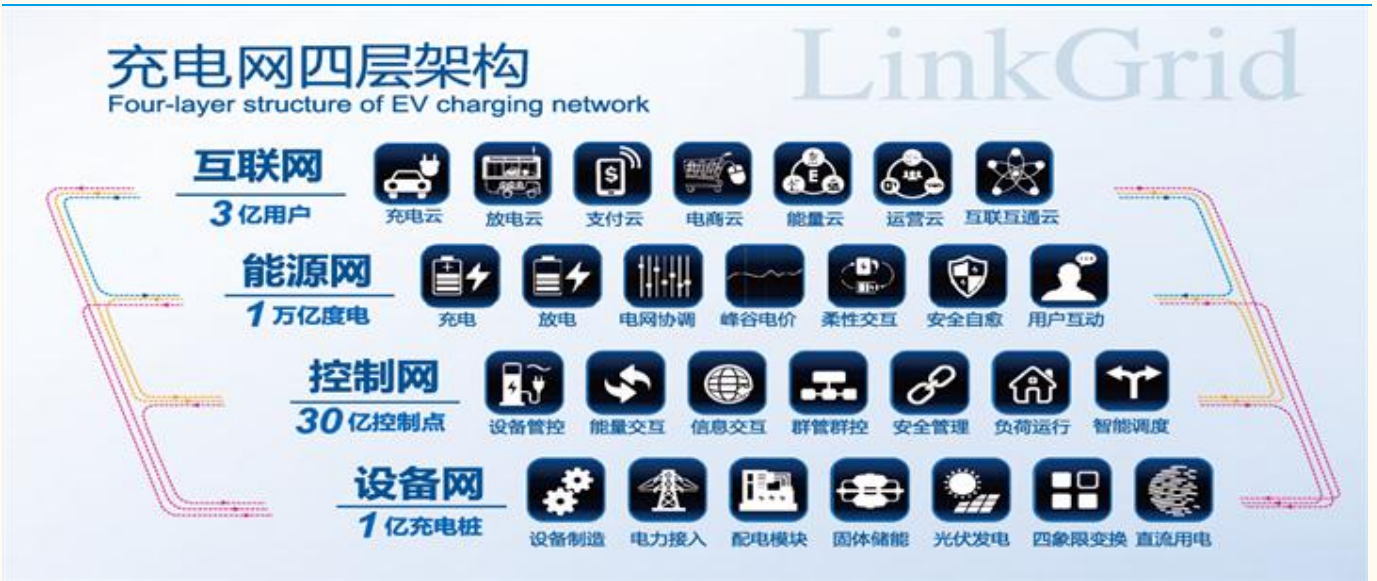 充电网四层架构
LinkGrid
Four-layer structure of EV charging network
互联网
3亿用户
充电云 放电云 支付云 电商云 能量云 运营云 互联互通云
能源网
1万亿度电
充电 放电 电网协调 峰谷电价 柔性交互 安全自愈 用户互动
控制网
30亿控制点
设备管控 能量交互 信息交互 群管群控 安全管理 负荷运行 智能调度
设备网
1亿充电桩
设备制造 电力接入 配电模块 固体储能 光伏发电 四象限变换 直流用电